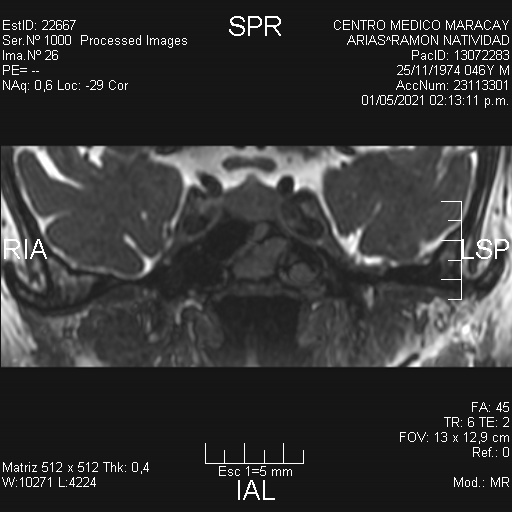 EstID: 22667
Ser.Nº 1000 Processed Images
Ima.Nº 26
PE= --
NAq: 0,6 Loc: -29 Cor
SPR
CENTRO MEDICO MARACAY
ARIAS^RAMON NATIVIDAD
PacID: 13072283
25/11/1974 046Y M
AccNum: 23113301
01/05/2021 02:13:11 p.m.
RIA
LSP
FA: 45
TR: 6 TE: 2
FOV: 13 x 12,9 cm
Ref.: 0
Mod.: MR
Matriz 512 x 512 Thk: 0,4
W:10271 L:4224
Esc 1=5 mm
IAL